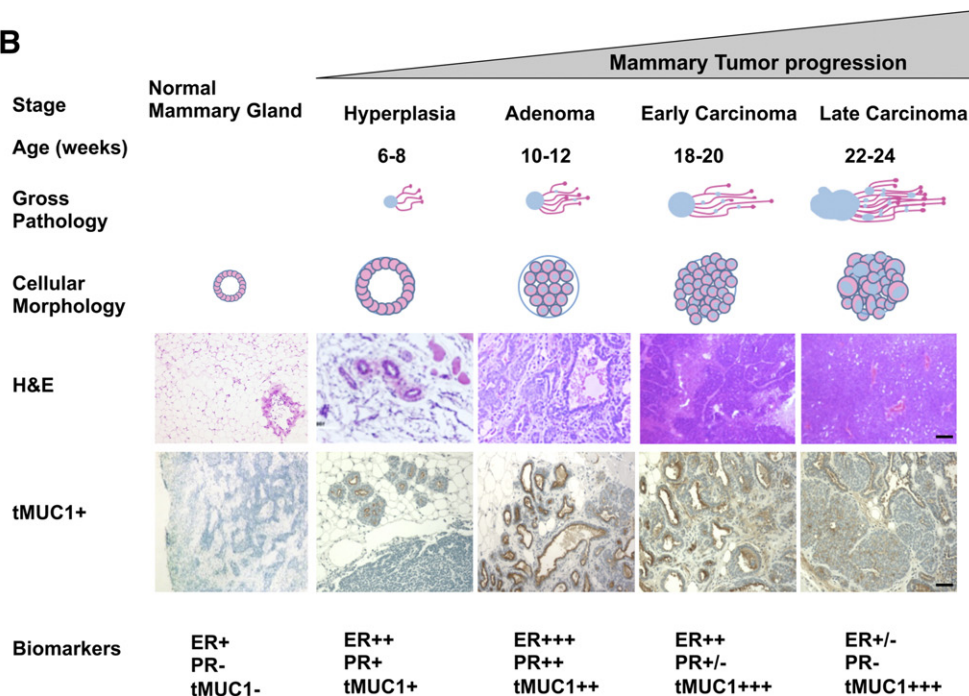 B
Mammary Tumor progression
Stage
Normal
Mammary Gland
Hyperplasia
Adenoma
Early Carcinoma
Late Carcinoma
Age (weeks)
6-8
10-12
18-20
22-24
Gross
Pathology
Cellular
Morphology
H&E
tMUC1+
Biomarkers
ER+
PR-
tMUC1-
ER++
PR+
tMUC1+
ER+++
PR++
tMUC1++
ER++
PR+/-
tMUC1+++
ER+/-
PR-
tMUC1+++